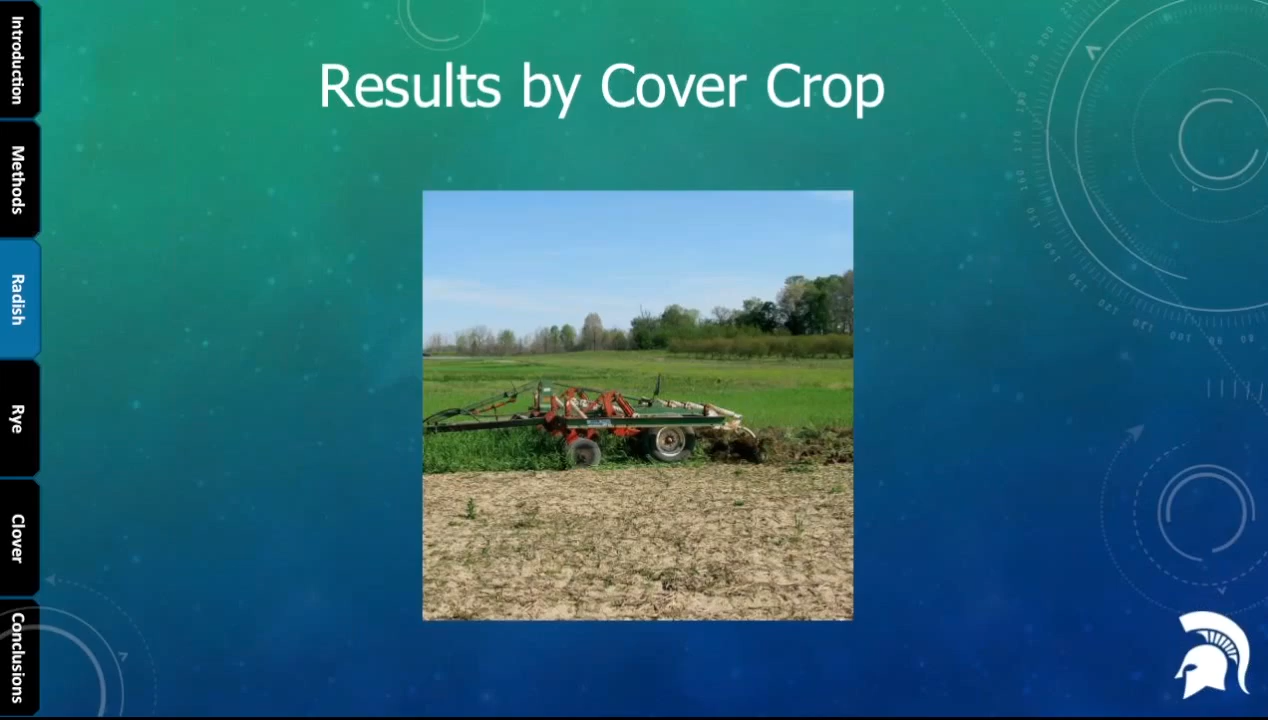 Results by Cover Crop
Introduction
Methods
Radish
Rye
Clover
Conclusions